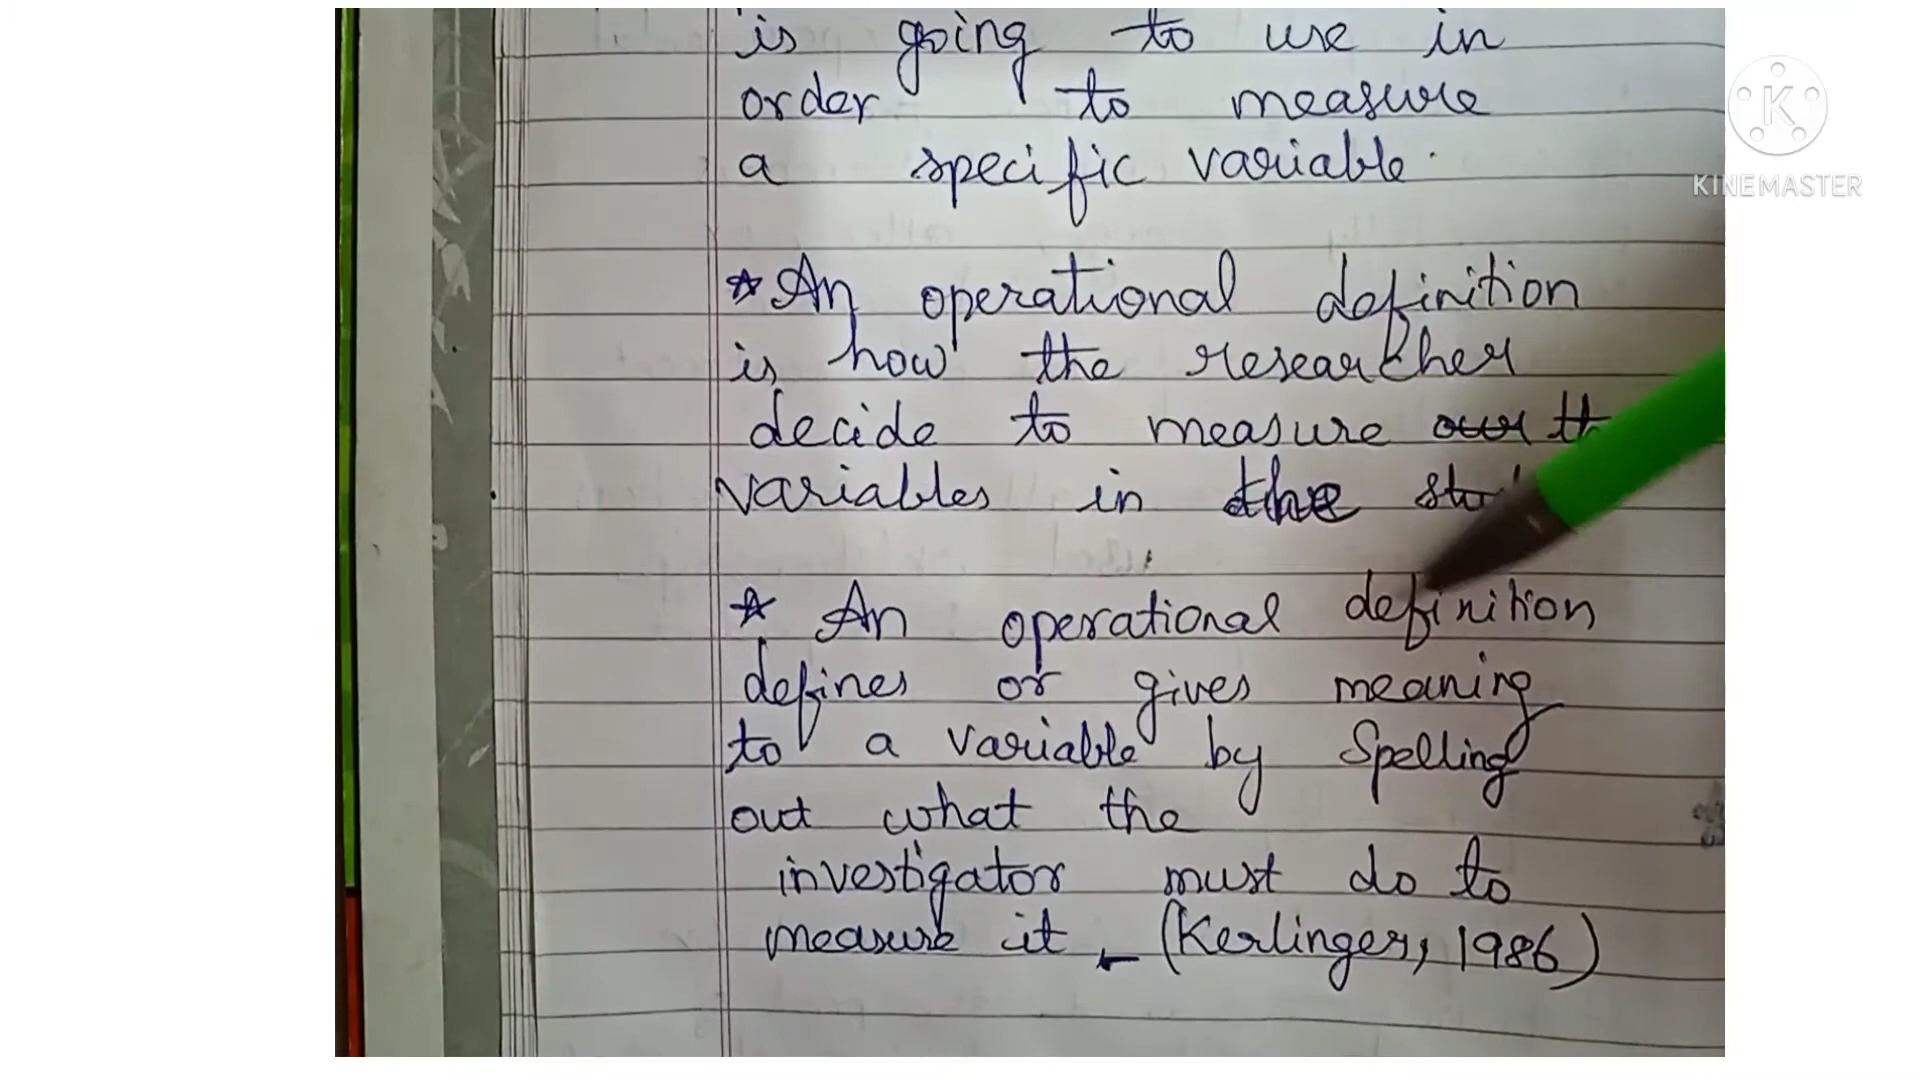 is going to use in
order to measure
a specific variable.
* An operational definition
is how the researcher
decide to measure
variables in the
* An operational definition
defines or gives meaning
to a variable by Spelling
out what the
investigator must do to
measure it - (Kerlinger, 1986)
K
KINEMASTER